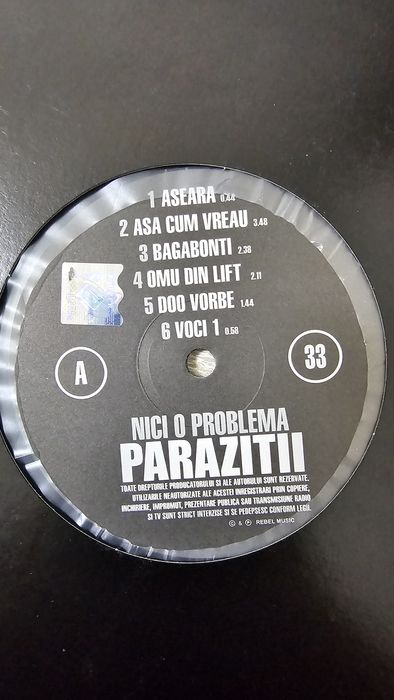 1 ASEARA 0.44
2 ASA CUM VREAU 3.48
3 BAGABONTI 2.38
4 OMU DIN LIFT 2.11
5 DOO VORBE 1.44
6 VOCI 1 0.58
A
33
NICI O PROBLEMA
PARAZITII
TOATE DREPTURILE PRODUCATORULUI SI ALE AUTORULUI SUNT REZERVATE.
UTILIZARILE NEAUTORIZATE ALE ACESTEI INREGISTRARI PRIN COPIERE,
INCHIRIERE, IMPRUMUT, PREZENTARE PUBLICA SAU TRANSMISIUNE RADIO
SI TV SUNT STRICT INTERZISE SI SE PEDEPSESC CONFORM LEGII.
© & ℗ REBEL MUSIC